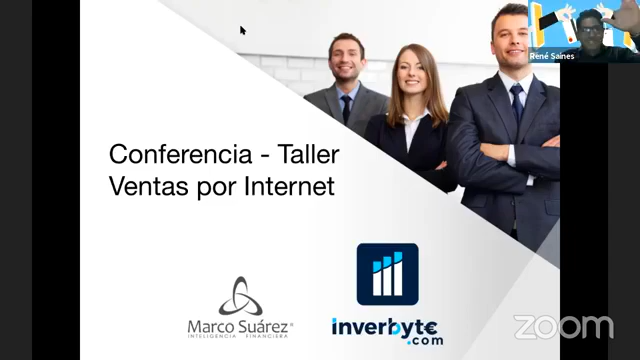 René Saines
Conferencia - Taller
Ventas por Internet
Marco Suárez®
INTELIGENCIA FINANCIERA
inverbyte
.com
zoom